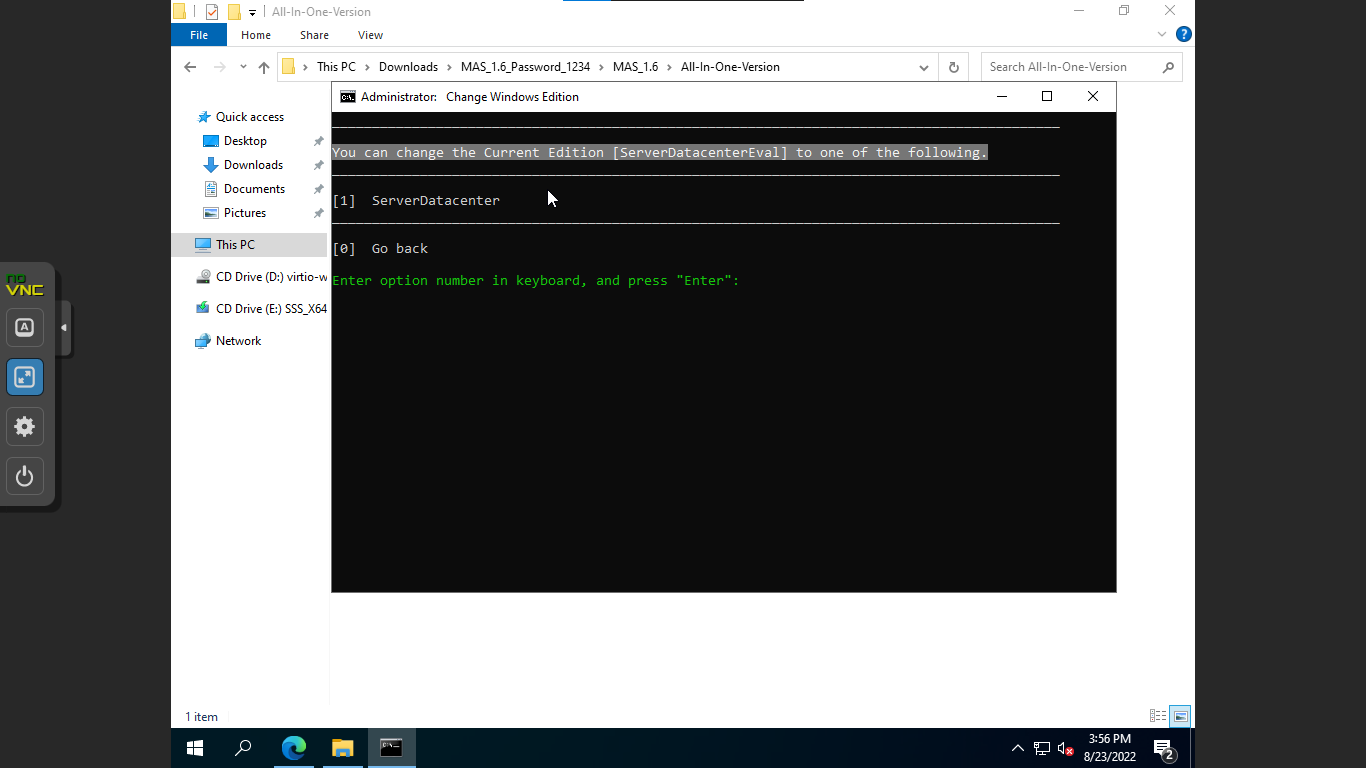 All-In-One-Version
File Home Share View
This PC Downloads MAS_1.6_Password_1234 MAS_1.6 All-In-One-Version
Search All-In-One-Version
Administrator: Change Windows Edition
Quick access
Desktop
Downloads
Documents
Pictures
This PC
CD Drive (D:) virtio-w
CD Drive (E:) SSS_X64
Network
You can change the Current Edition [ServerDatacenterEval] to one of the following.
[1] ServerDatacenter
[0] Go back
Enter option number in keyboard, and press "Enter":
no
VNC
A
1 item
3:56 PM
8/23/2022
2